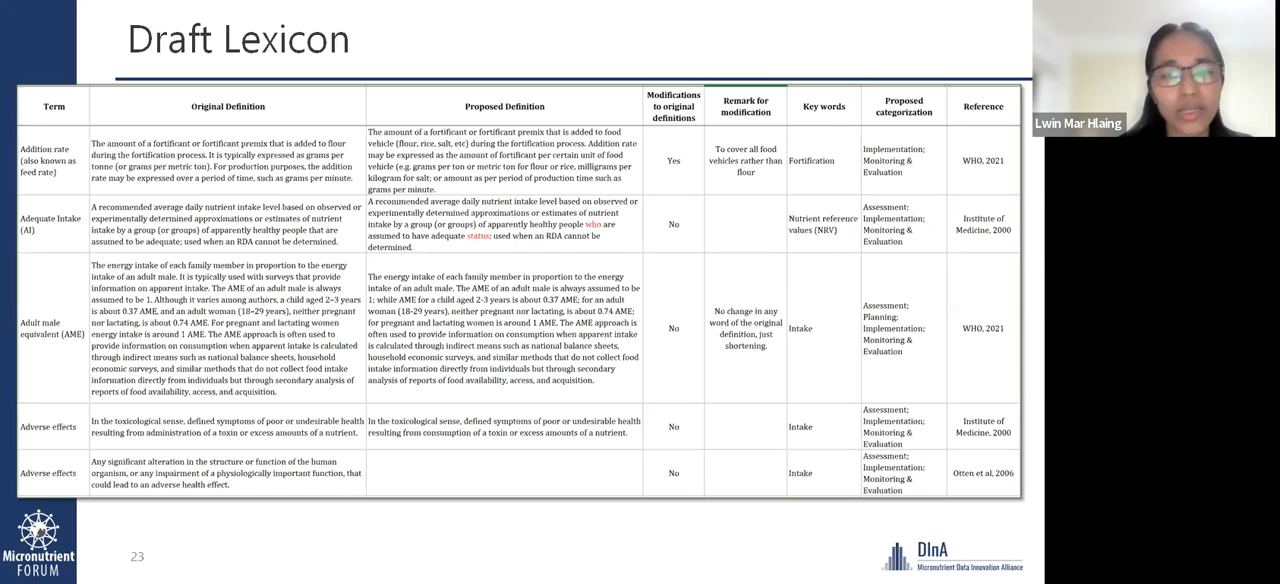 Draft Lexicon
Lwin Mar Hlaing
Term
Original Definition
Proposed Definition
Modifications
to original
definitions
Remark for
modification
Key words
Proposed
categorization
Reference
Addition rate
(also known as
feed rate)
The amount of a fortificant or fortificant premix that is added to flour
during the fortification process. It is typically expressed as grams per
tonne (or grams per metric ton). For production purposes, the addition
rate may be expressed over a period of time, such as grams per minute.
The amount of a fortificant or fortificant premix that is added to food
vehicle (flour, rice, salt, etc) during the fortification process. Addition rate
may be expressed as the amount of fortificant per certain unit of food
vehicle (e.g. grams per ton or metric ton for flour or rice, milligrams per
kilogram for salt; or amount as per period of production time such as
grams per minute.
Yes
To cover all food
vehicles rather than
flour
Fortification
Implementation;
Monitoring &
Evaluation
WHO, 2021
Adequate Intake
(AI)
A recommended average daily nutrient intake level based on observed or
experimentally determined approximations or estimates of nutrient
intake by a group (or groups) of apparently healthy people that are
assumed to be adequate; used when an RDA cannot be determined.
A recommended average daily nutrient intake level based on observed or
experimentally determined approximations or estimates of nutrient
intake by a group (or groups) of apparently healthy people who are
assumed to have adequate status; used when an RDA cannot be
determined.
No
Nutrient reference
values (NRV)
Assessment;
Implementation;
Monitoring &
Evaluation
Institute of
Medicine, 2000
Adult male
equivalent (AME)
The energy intake of each family member in proportion to the energy
intake of an adult male. It is typically used with surveys that provide
information on apparent intake. The AME of an adult male is always
assumed to be 1. Although it varies among authors, a child aged 2–3 years
is about 0.37 AME, and an adult woman (18–29 years), neither pregnant
nor lactating, is about 0.74 AME. For pregnant and lactating women
energy intake is around 1 AME. The AME approach is often used to
provide information on consumption when apparent intake is calculated
through indirect means such as national balance sheets, household
economic surveys, and similar methods that do not collect food intake
information directly from individuals but through secondary analysis of
reports of food availability, access, and acquisition.
The energy intake of each family member in proportion to the energy
intake of an adult male. The AME of an adult male is always assumed to be
1; while AME for a child aged 2-3 years is about 0.37 AME; for an adult
woman (18-29 years), neither pregnant nor lactating, is about 0.74 AME;
for pregnant and lactating women is around 1 AME. The AME approach is
often used to provide information on consumption when apparent intake
is calculated through indirect means such as national balance sheets,
household economic surveys, and similar methods that do not collect food
intake information directly from individuals but through secondary
analysis of reports of food availability, access, and acquisition.
No
No change in any
word of the original
definition, just
shortening.
Intake
Assessment;
Planning;
Implementation;
Monitoring &
Evaluation
WHO, 2021
Adverse effects
In the toxicological sense, defined symptoms of poor or undesirable health
resulting from administration of a toxin or excess amounts of a nutrient.
In the toxicological sense, defined symptoms of poor or undesirable health
resulting from consumption of a toxin or excess amounts of a nutrient.
No
Intake
Assessment;
Implementation;
Monitoring &
Evaluation
Institute of
Medicine, 2000
Adverse effects
Any significant alteration in the structure or function of the human
organism, or any impairment of a physiologically important function, that
could lead to an adverse health effect.
No
Intake
Assessment;
Implementation;
Monitoring &
Evaluation
Otten et al, 2006
Micronutrient
FORUM
23
DInA
Micronutrient Data Innovation Alliance